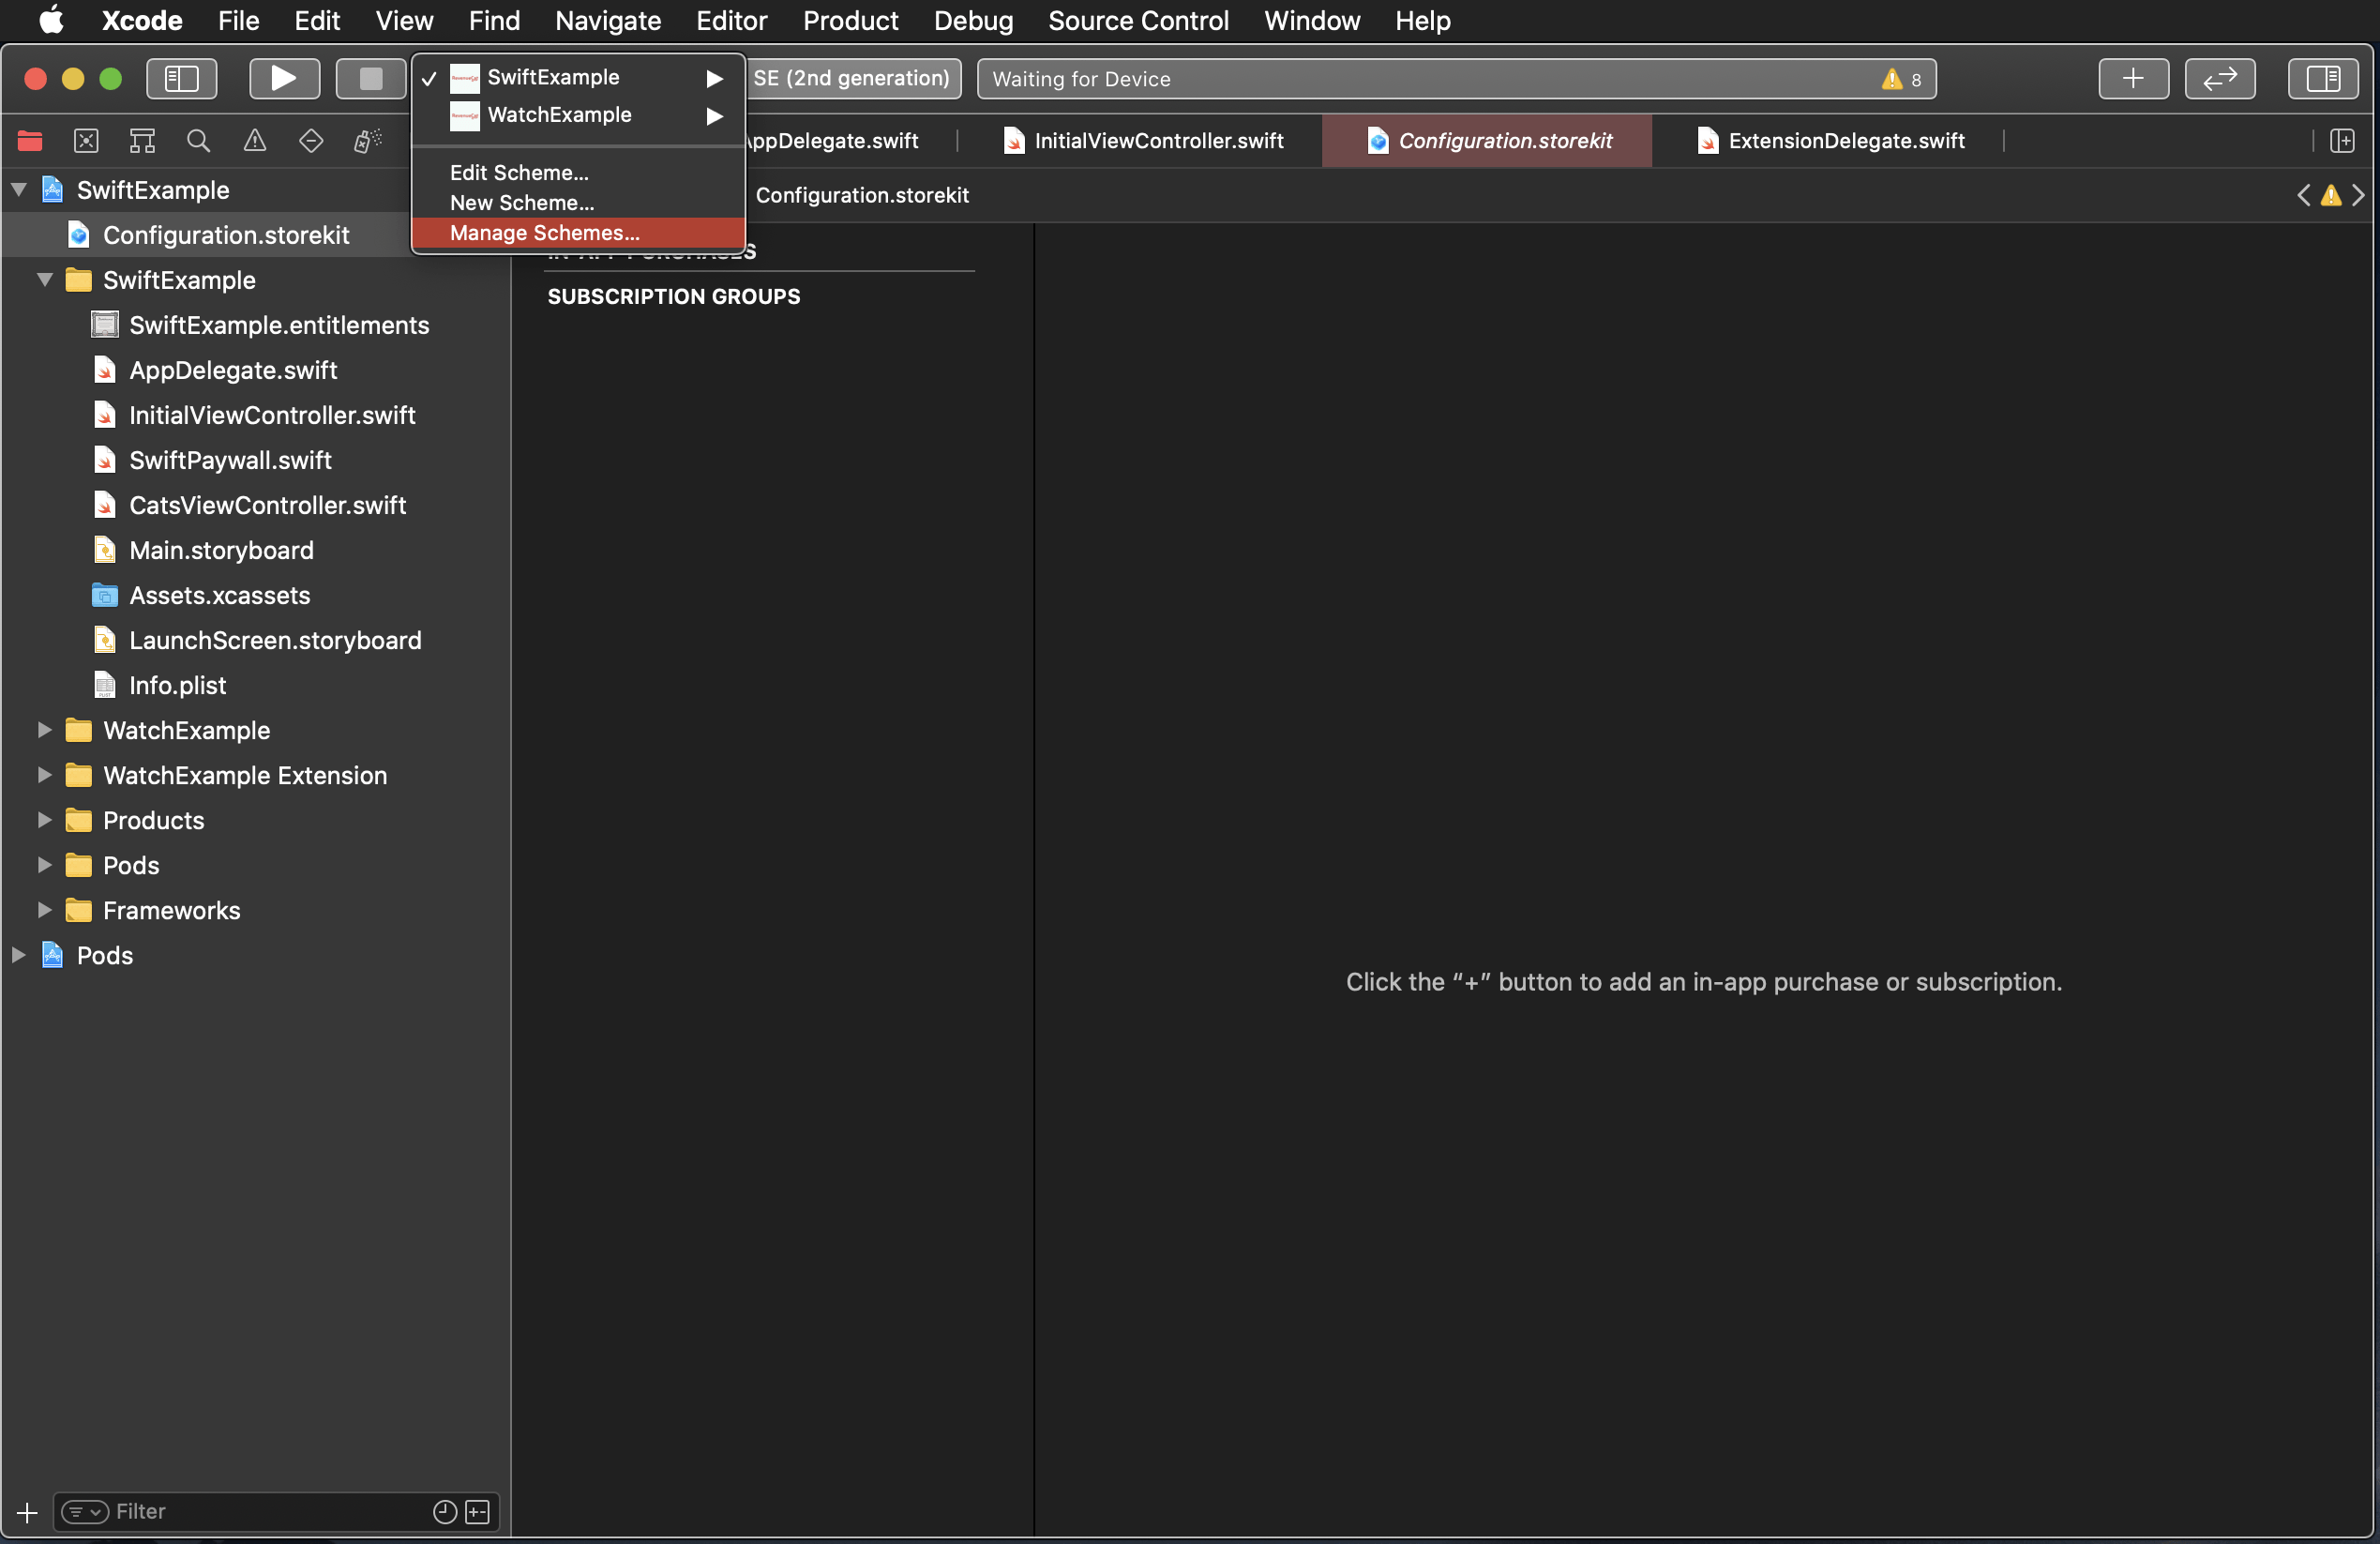 Xcode File Edit View Find Navigate Editor Product Debug Source Control Window Help
SwiftExample
WatchExample
Edit Scheme...
New Scheme...
Manage Schemes...
SE (2nd generation)
Waiting for Device
8
AppDelegate.swift
InitialViewController.swift
Configuration.storekit
ExtensionDelegate.swift
Configuration.storekit
SwiftExample
Configuration.storekit
SwiftExample
SwiftExample.entitlements
AppDelegate.swift
InitialViewController.swift
SwiftPaywall.swift
CatsViewController.swift
Main.storyboard
Assets.xcassets
LaunchScreen.storyboard
Info.plist
WatchExample
WatchExample Extension
Products
Pods
Frameworks
Pods
Filter
IN-APP PURCHASES
SUBSCRIPTION GROUPS
Click the “+” button to add an in-app purchase or subscription.